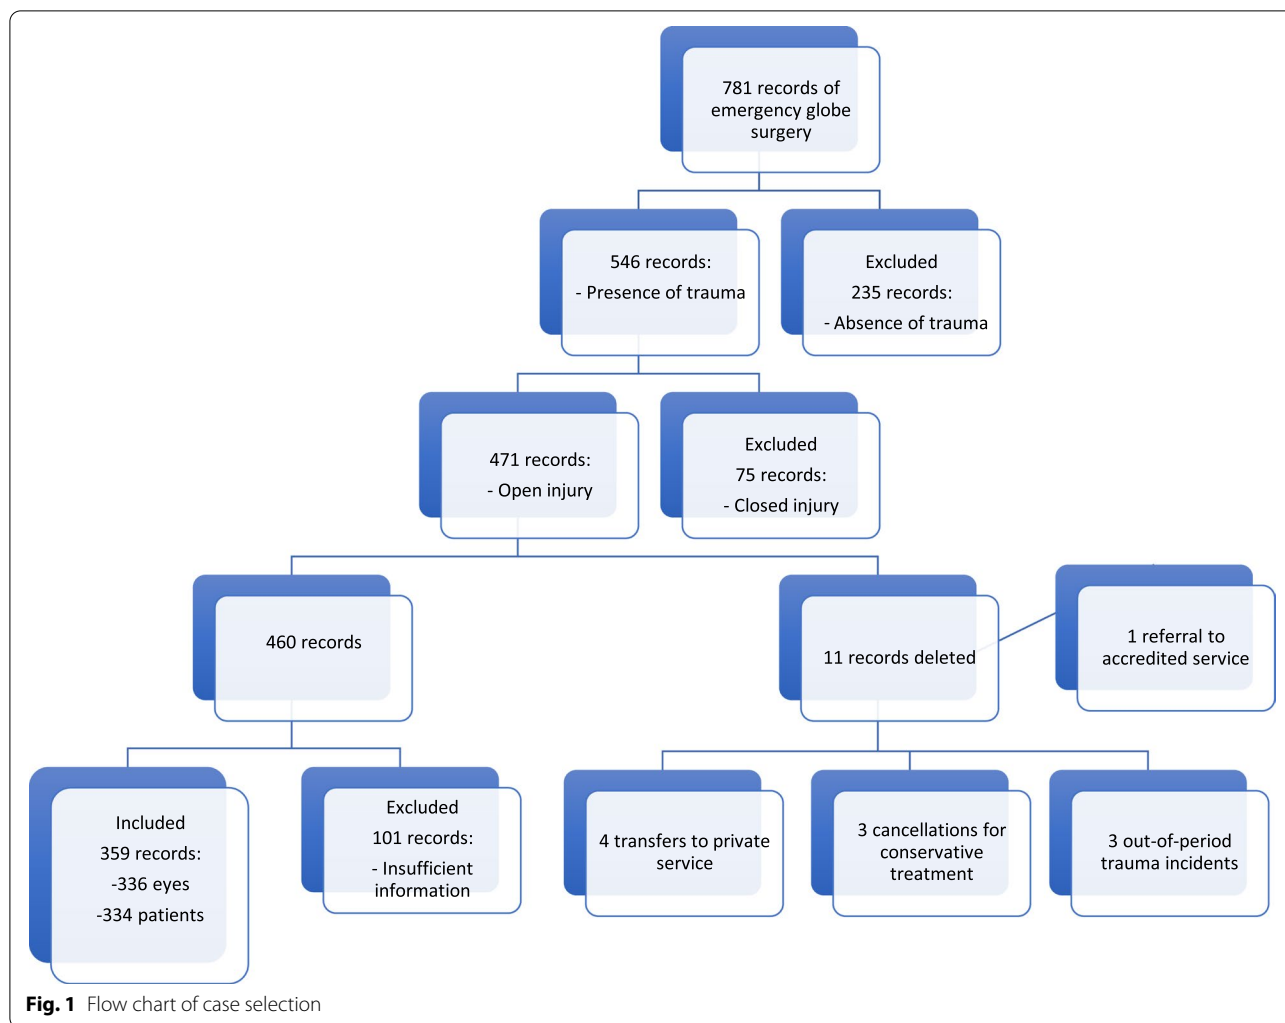 781 records of
emergency globe
surgery
546 records:
- Presence of trauma
Excluded
235 records:
- Absence of trauma
471 records:
- Open injury
Excluded
75 records:
- Closed injury
460 records
11 records deleted
1 referral to
accredited service
Included
359 records:
-336 eyes
-334 patients
Excluded
101 records:
- Insufficient
information
4 transfers to private
service
3 cancellations for
conservative
treatment
3 out-of-period
trauma incidents
Fig. 1 Flow chart of case selection